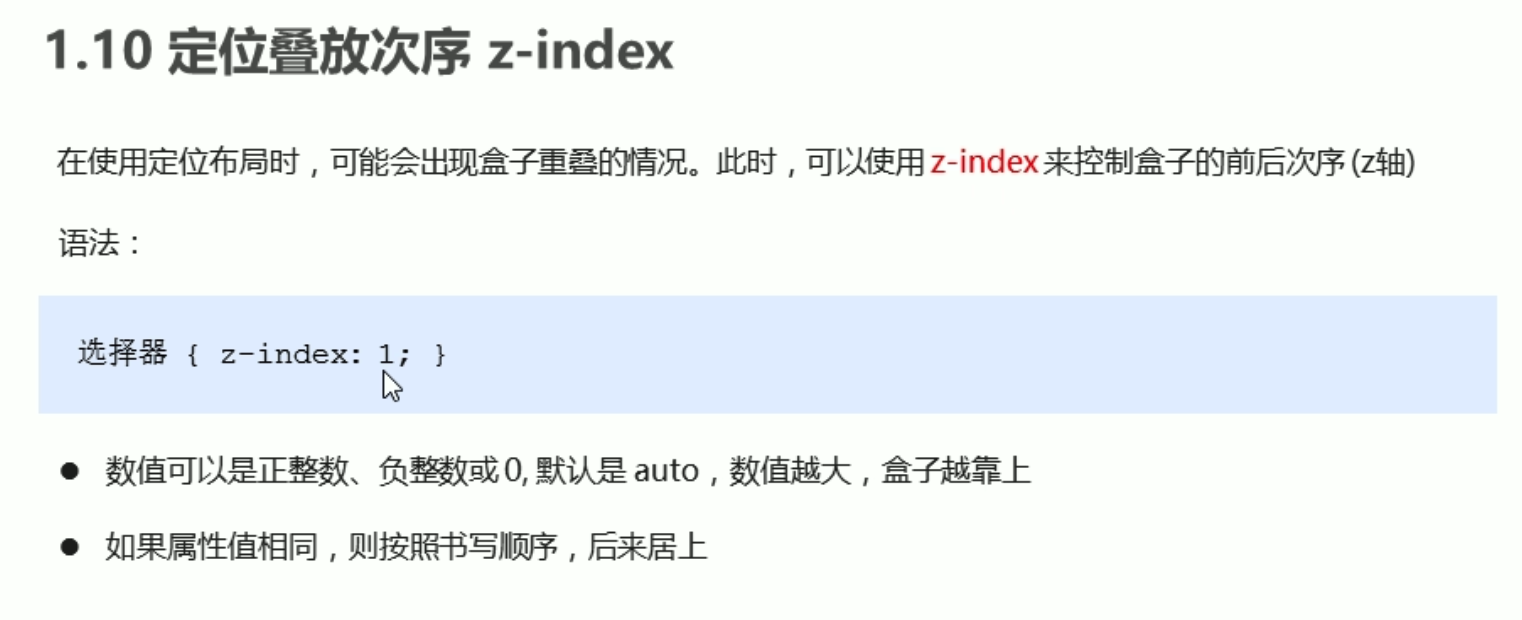 1.10 定位叠放次序 z-index
在使用定位布局时，可能会出现盒子重叠的情况。此时，可以使用 z-index 来控制盒子的前后次序 (z轴)
语法：
选择器 { z-index: 1; }
● 数值可以是正整数、负整数或0, 默认是 auto，数值越大，盒子越靠上
● 如果属性值相同，则按照书写顺序，后来居上